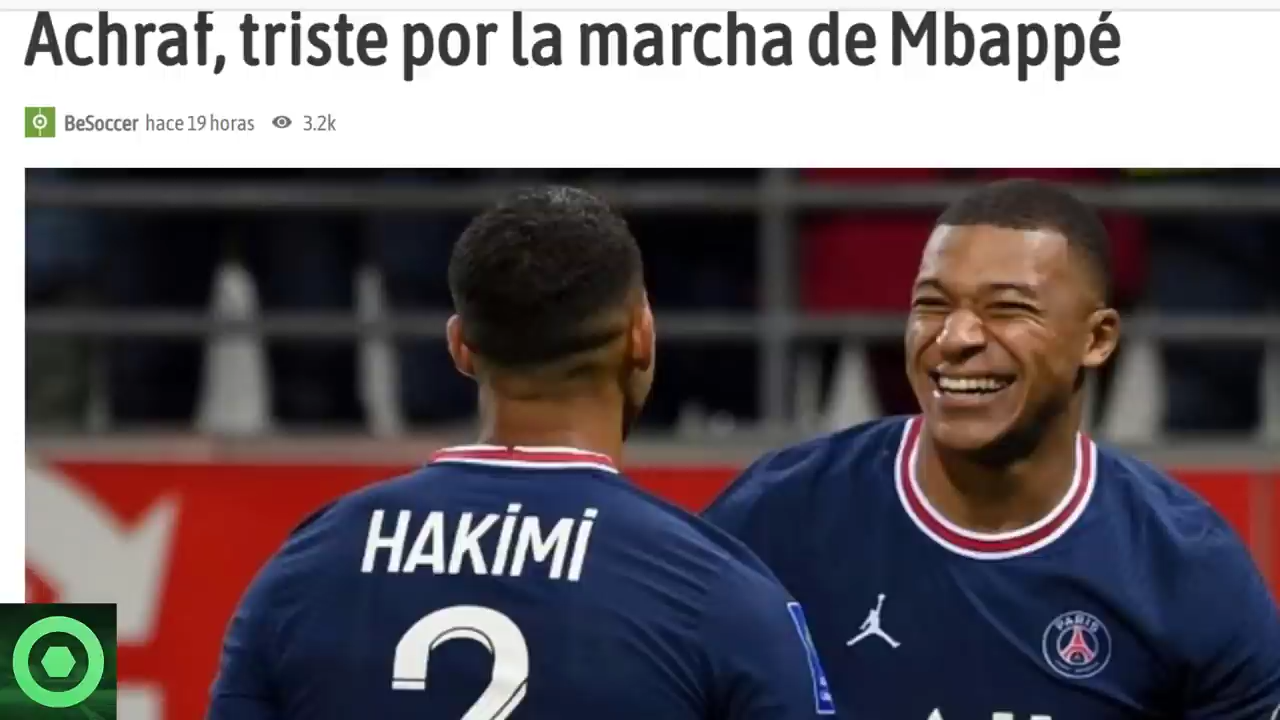 Achraf, triste por la marcha de Mbappé
BeSoccer hace 19 horas 3.2k
HAKIMI
2
PARIS